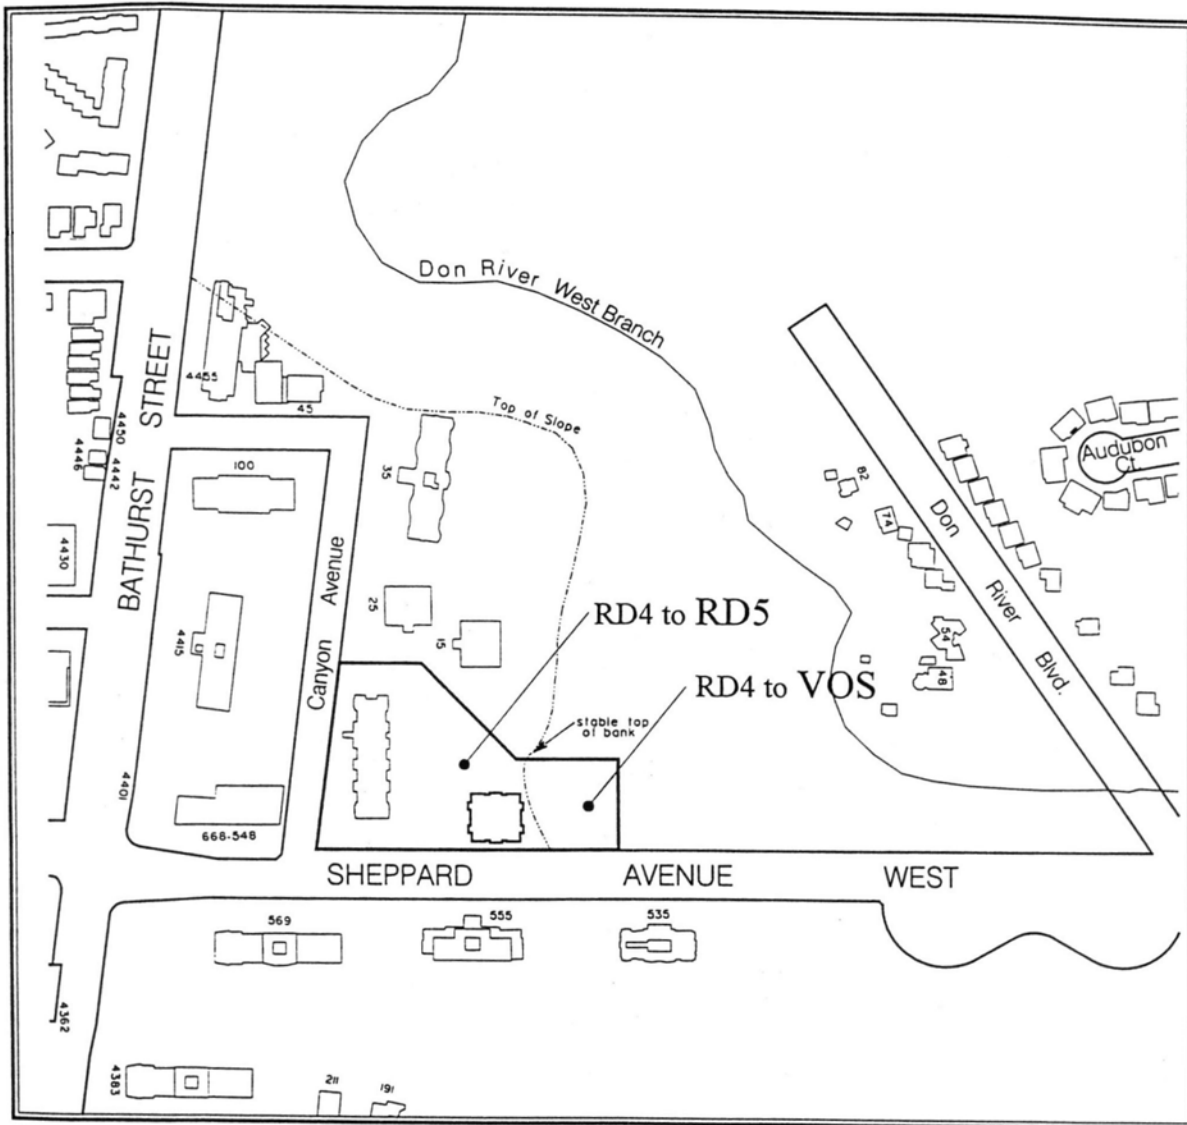 Don River West Branch
BATHURST STREET
4455
45
Top of Slope
4450
4446
4442
100
35
82
Audubon
Ct.
74
Don River Blvd.
4430
Canyon Avenue
25
15
RD4 to RD5
54
48
4415
RD4 to VOS
stable top
of bank
4401
668-548
SHEPPARD AVENUE WEST
569
555
535
4362
4383
211
191